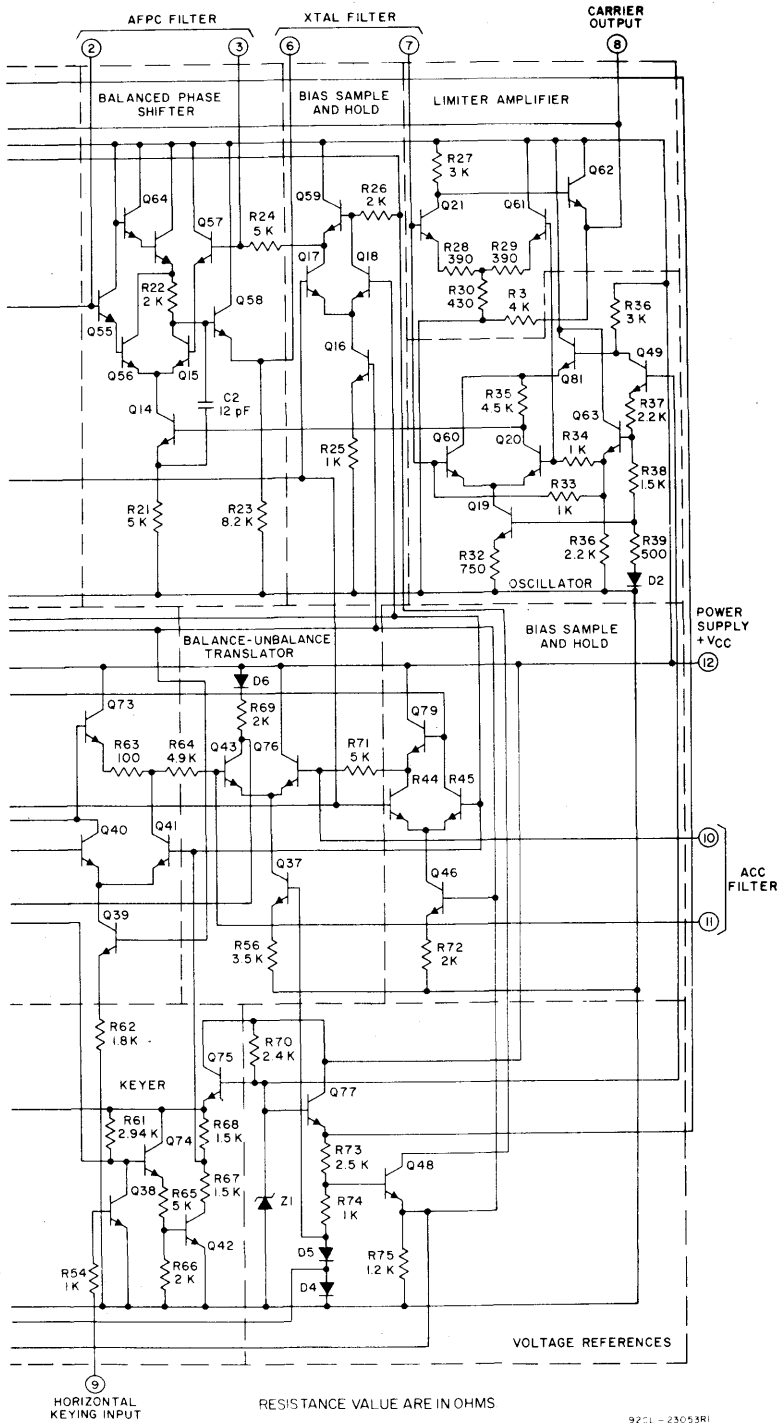 AFPC FILTER
XTAL FILTER
CARRIER
OUTPUT
2
3
6
7
8
BALANCED PHASE
SHIFTER
BIAS SAMPLE
AND HOLD
LIMITER AMPLIFIER
R27
3 K
Q62
Q64
Q57
R24
5 K
Q59
R26
2 K
Q21
Q61
R28
390
R29
390
Q17
Q18
R22
2 K
Q58
R30
430
R3
4 K
R36
3 K
Q55
Q56
Q15
Q16
Q81
Q49
Q14
C2
12 pF
R35
4.5 K
Q63
R37
2.2 K
Q60
Q20
R34
1 K
R25
1 K
R38
1.5 K
R33
1 K
Q19
R21
5 K
R23
8.2 K
R32
750
R36
2.2 K
R39
500
OSCILLATOR
D2
BALANCE-UNBALANCE
TRANSLATOR
BIAS SAMPLE
AND HOLD
POWER
SUPPLY
+VCC
12
D6
Q73
R69
2K
Q79
R63
100
R64
4.9K
Q43
Q76
R71
5 K
R44
R45
Q40
Q41
10
Q37
Q46
ACC
FILTER
Q39
11
R56
3.5 K
R72
2K
R62
1.8K
Q75
R70
2.4 K
Q77
KEYER
R61
2.94 K
Q74
R68
1.5 K
R73
2.5 K
Q48
Q38
R65
5 K
R67
1.5 K
Z1
R74
1 K
Q42
R54
1 K
R66
2 K
D5
D4
R75
1.2 K
VOLTAGE REFERENCES
9
HORIZONTAL
KEYING INPUT
RESISTANCE VALUE ARE IN OHMS
92CL-23053R1